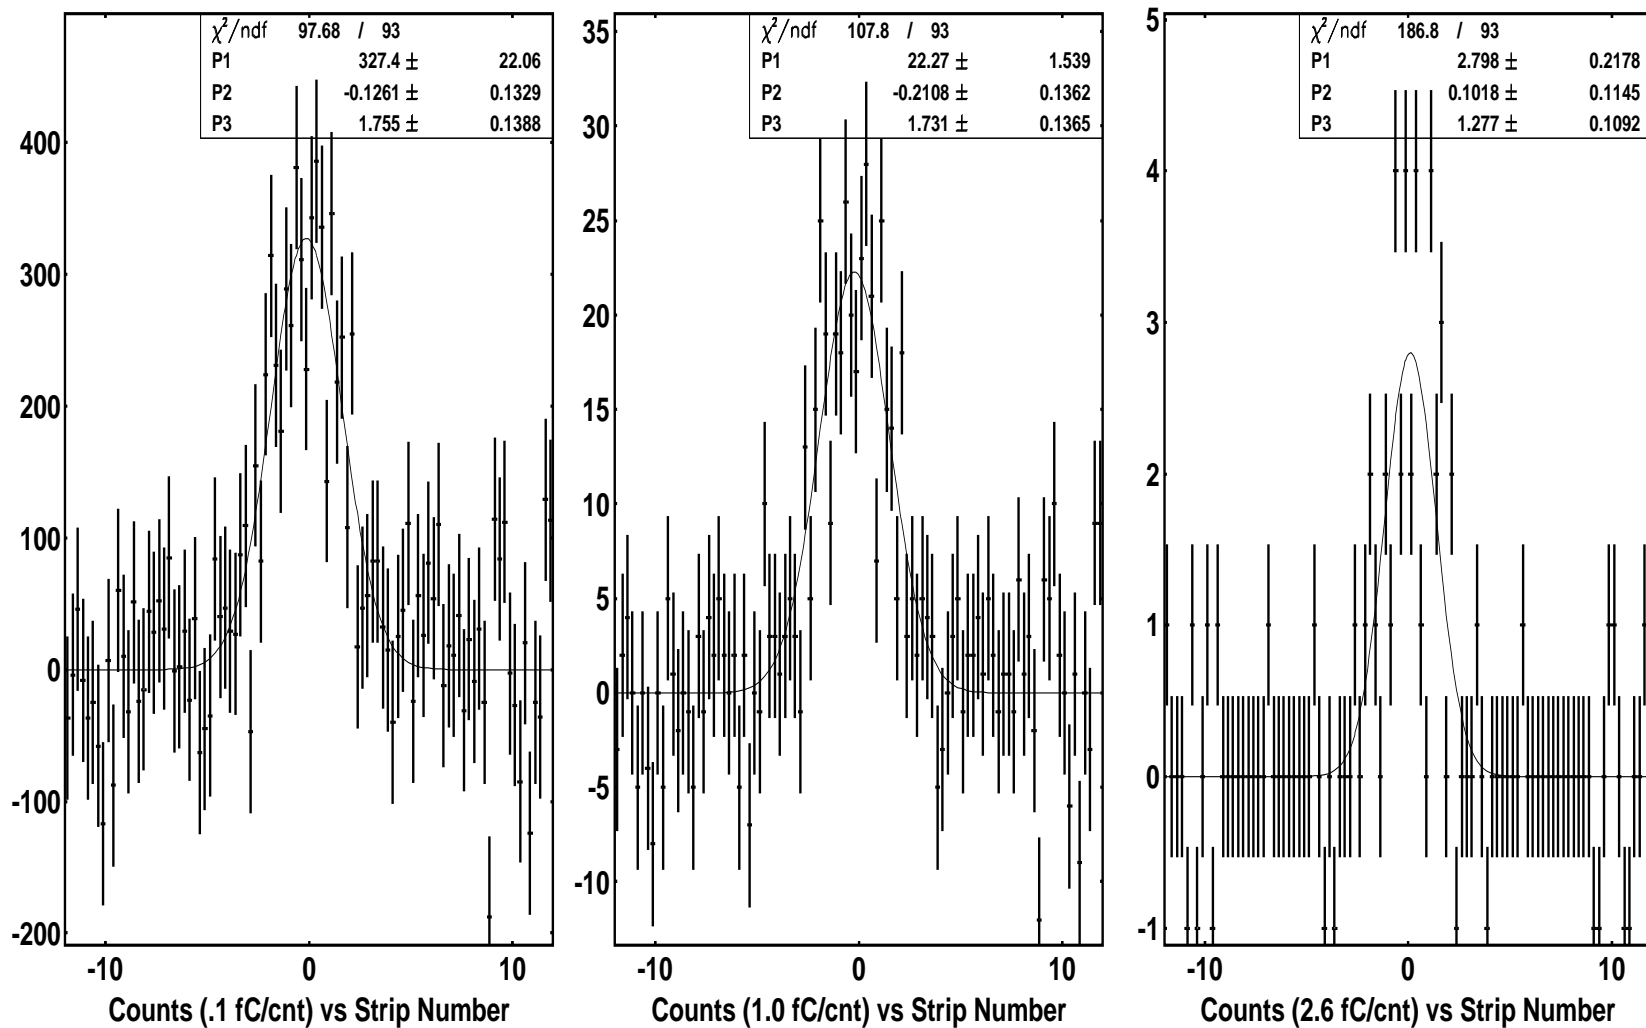 χ²/ndf 97.68 / 93
P1 327.4 ± 22.06
P2 -0.1261 ± 0.1329
P3 1.755 ± 0.1388
400
300
200
100
0
-100
-200
-10 0 10
Counts (.1 fC/cnt) vs Strip Number
χ²/ndf 107.8 / 93
P1 22.27 ± 1.539
P2 -0.2108 ± 0.1362
P3 1.731 ± 0.1365
35
30
25
20
15
10
5
0
-5
-10
-10 0 10
Counts (1.0 fC/cnt) vs Strip Number
χ²/ndf 186.8 / 93
P1 2.798 ± 0.2178
P2 0.1018 ± 0.1145
P3 1.277 ± 0.1092
5
4
3
2
1
0
-1
-10 0 10
Counts (2.6 fC/cnt) vs Strip Number